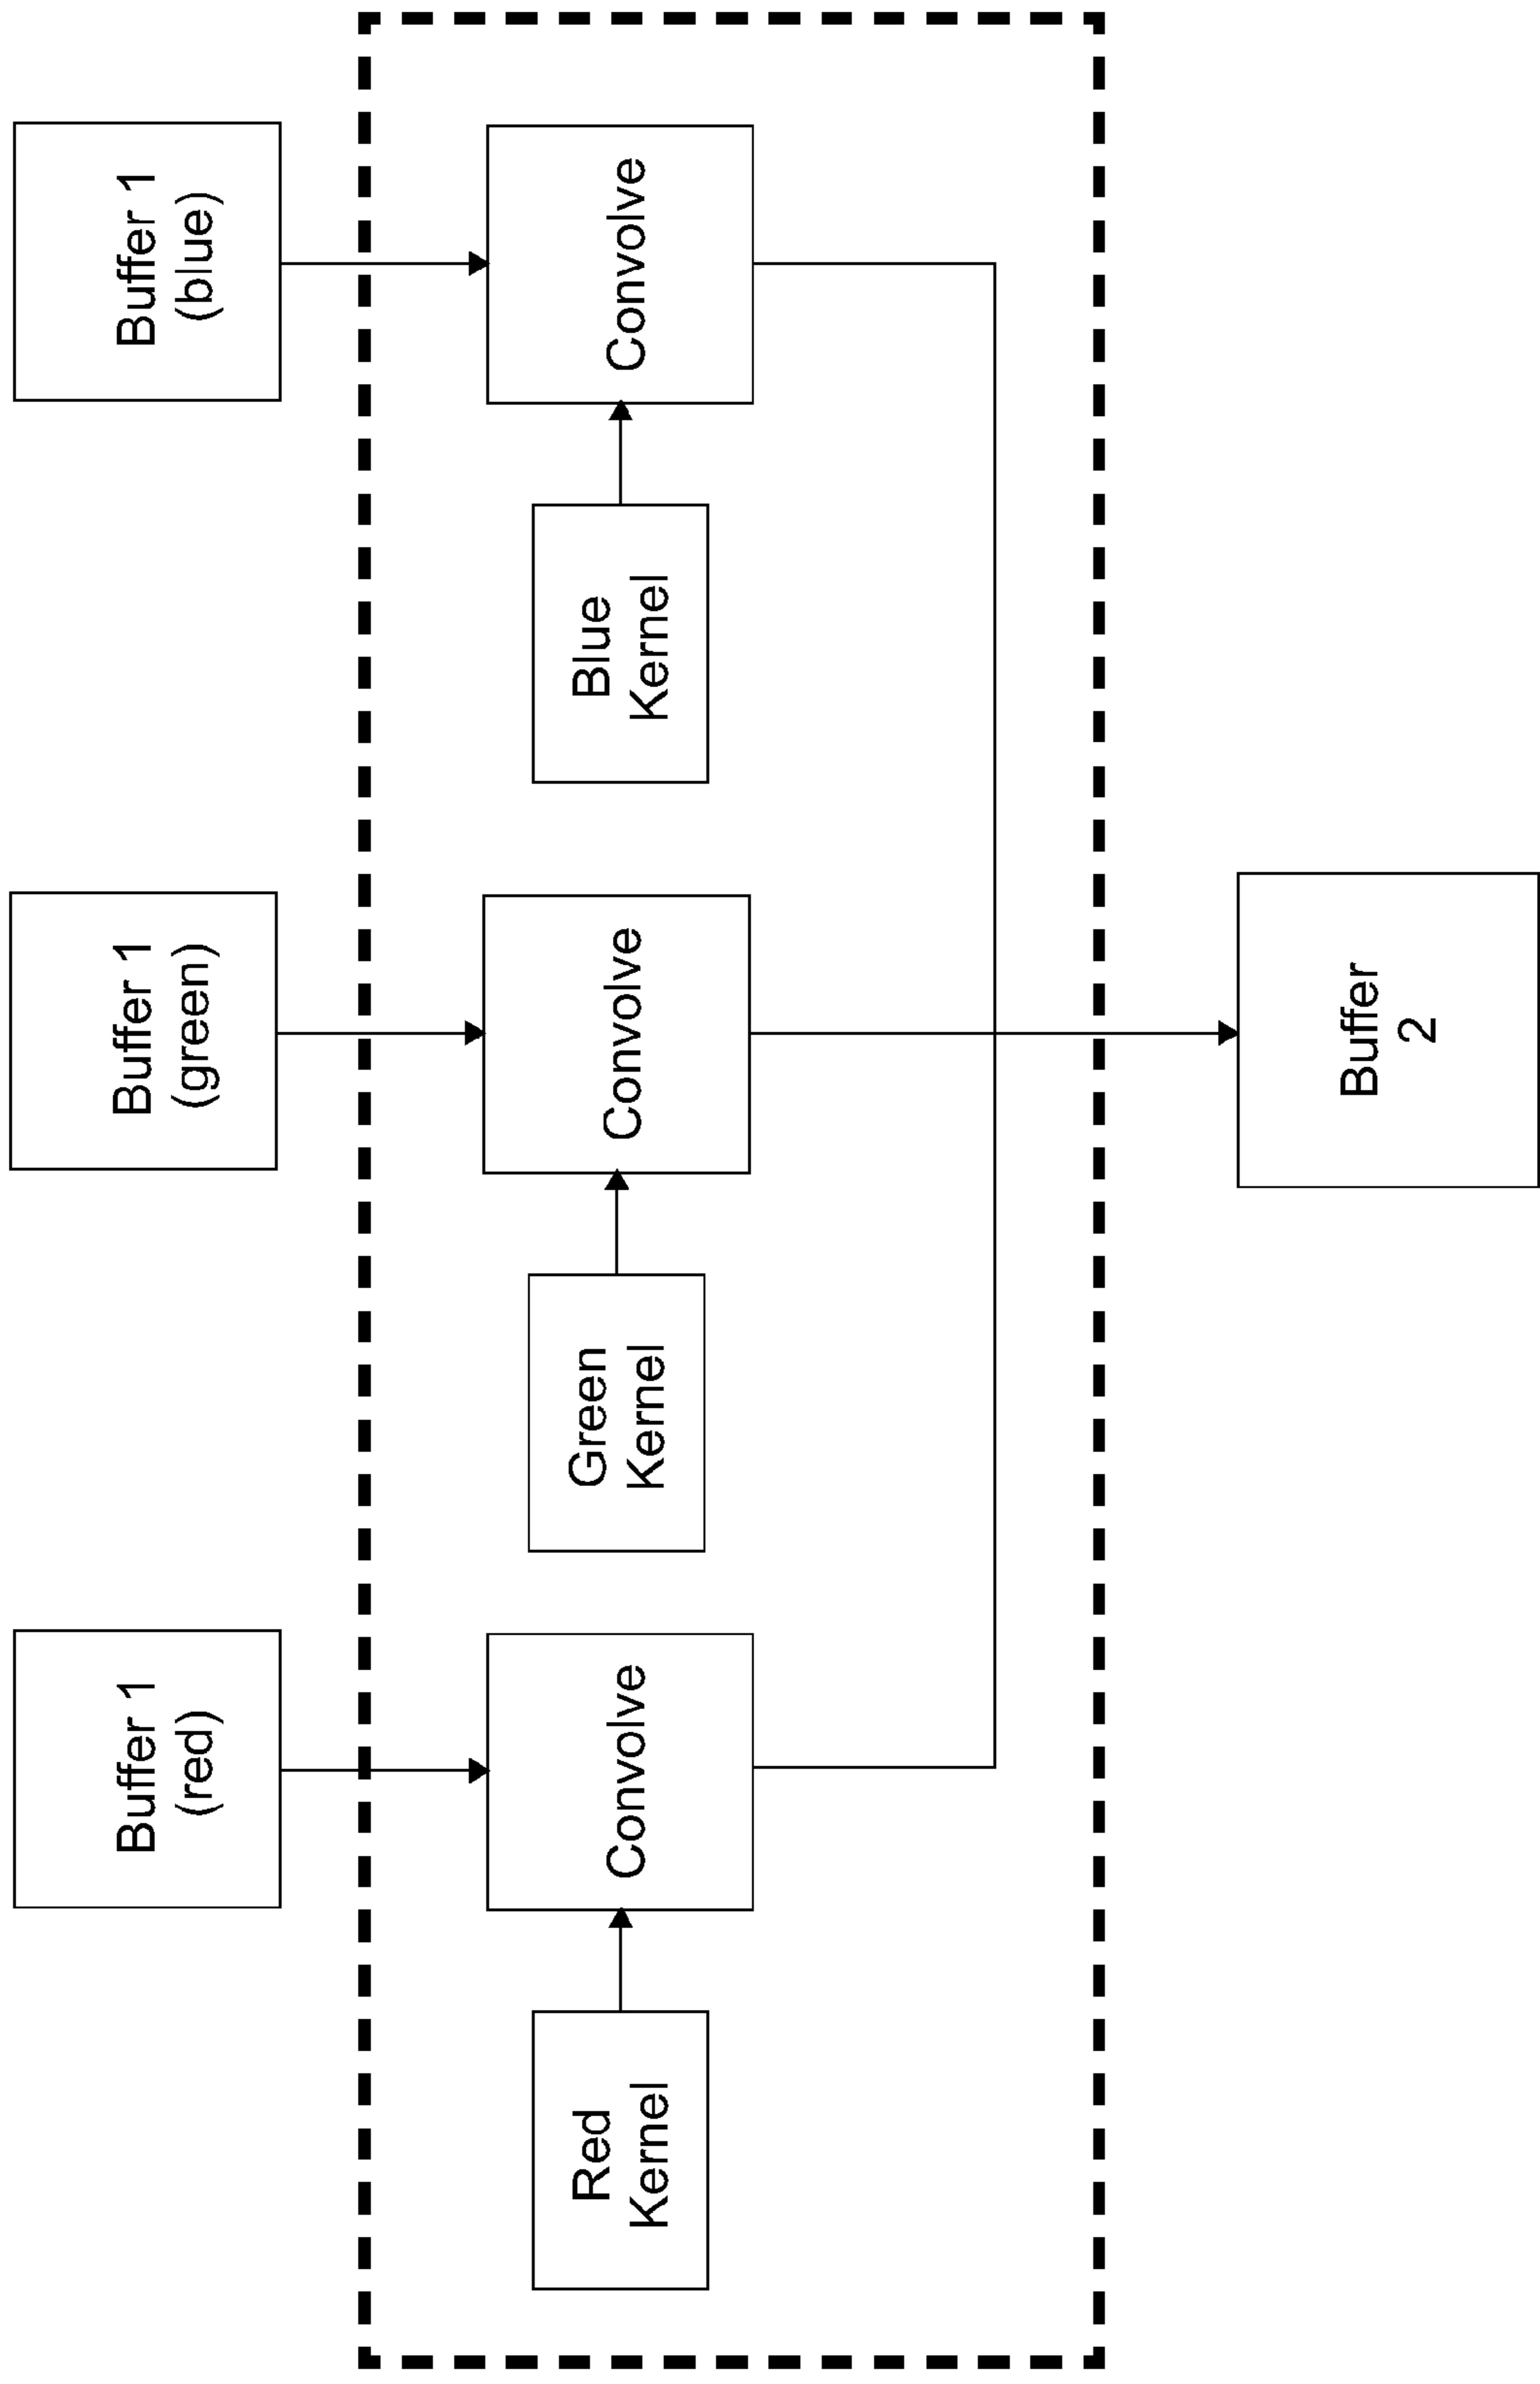 Buffer 1
(red)
Buffer 1
(green)
Buffer 1
(blue)
Red
Kernel
Convolve
Green
Kernel
Convolve
Blue
Kernel
Convolve
Buffer
2